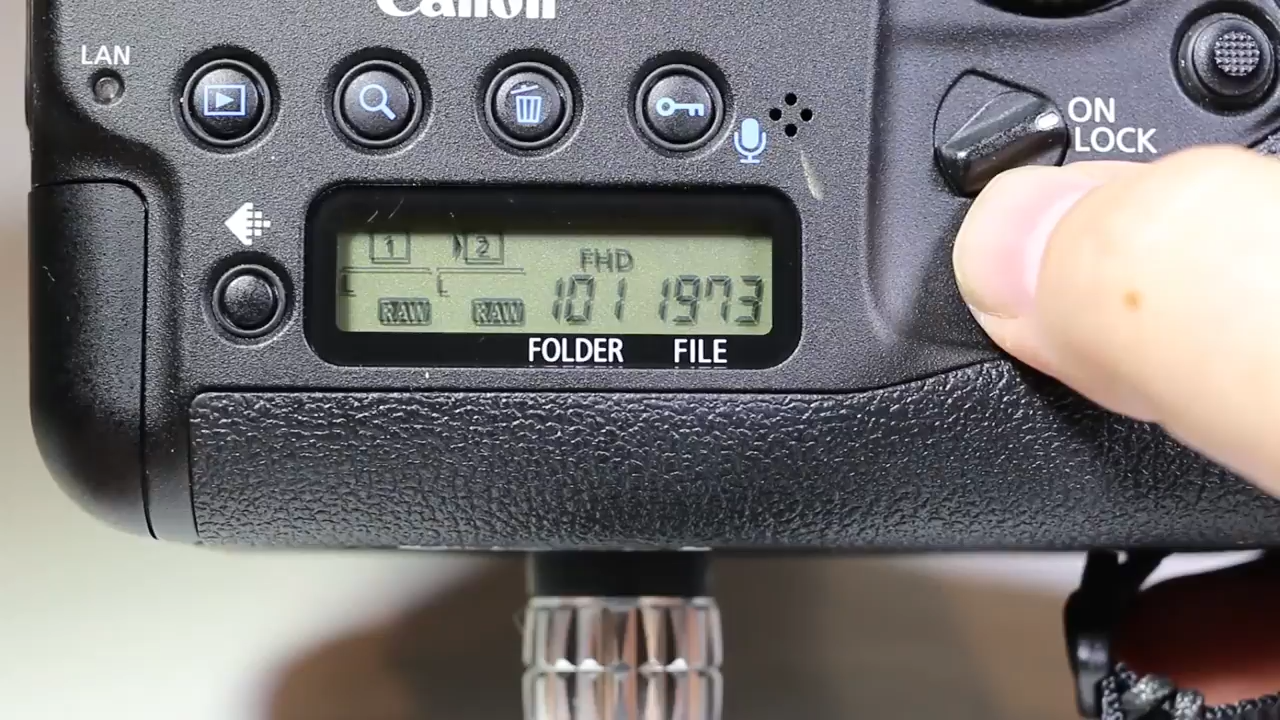 Canon
LAN
ON
LOCK
1 2
FHD
L L
RAW RAW 101 1973
FOLDER FILE